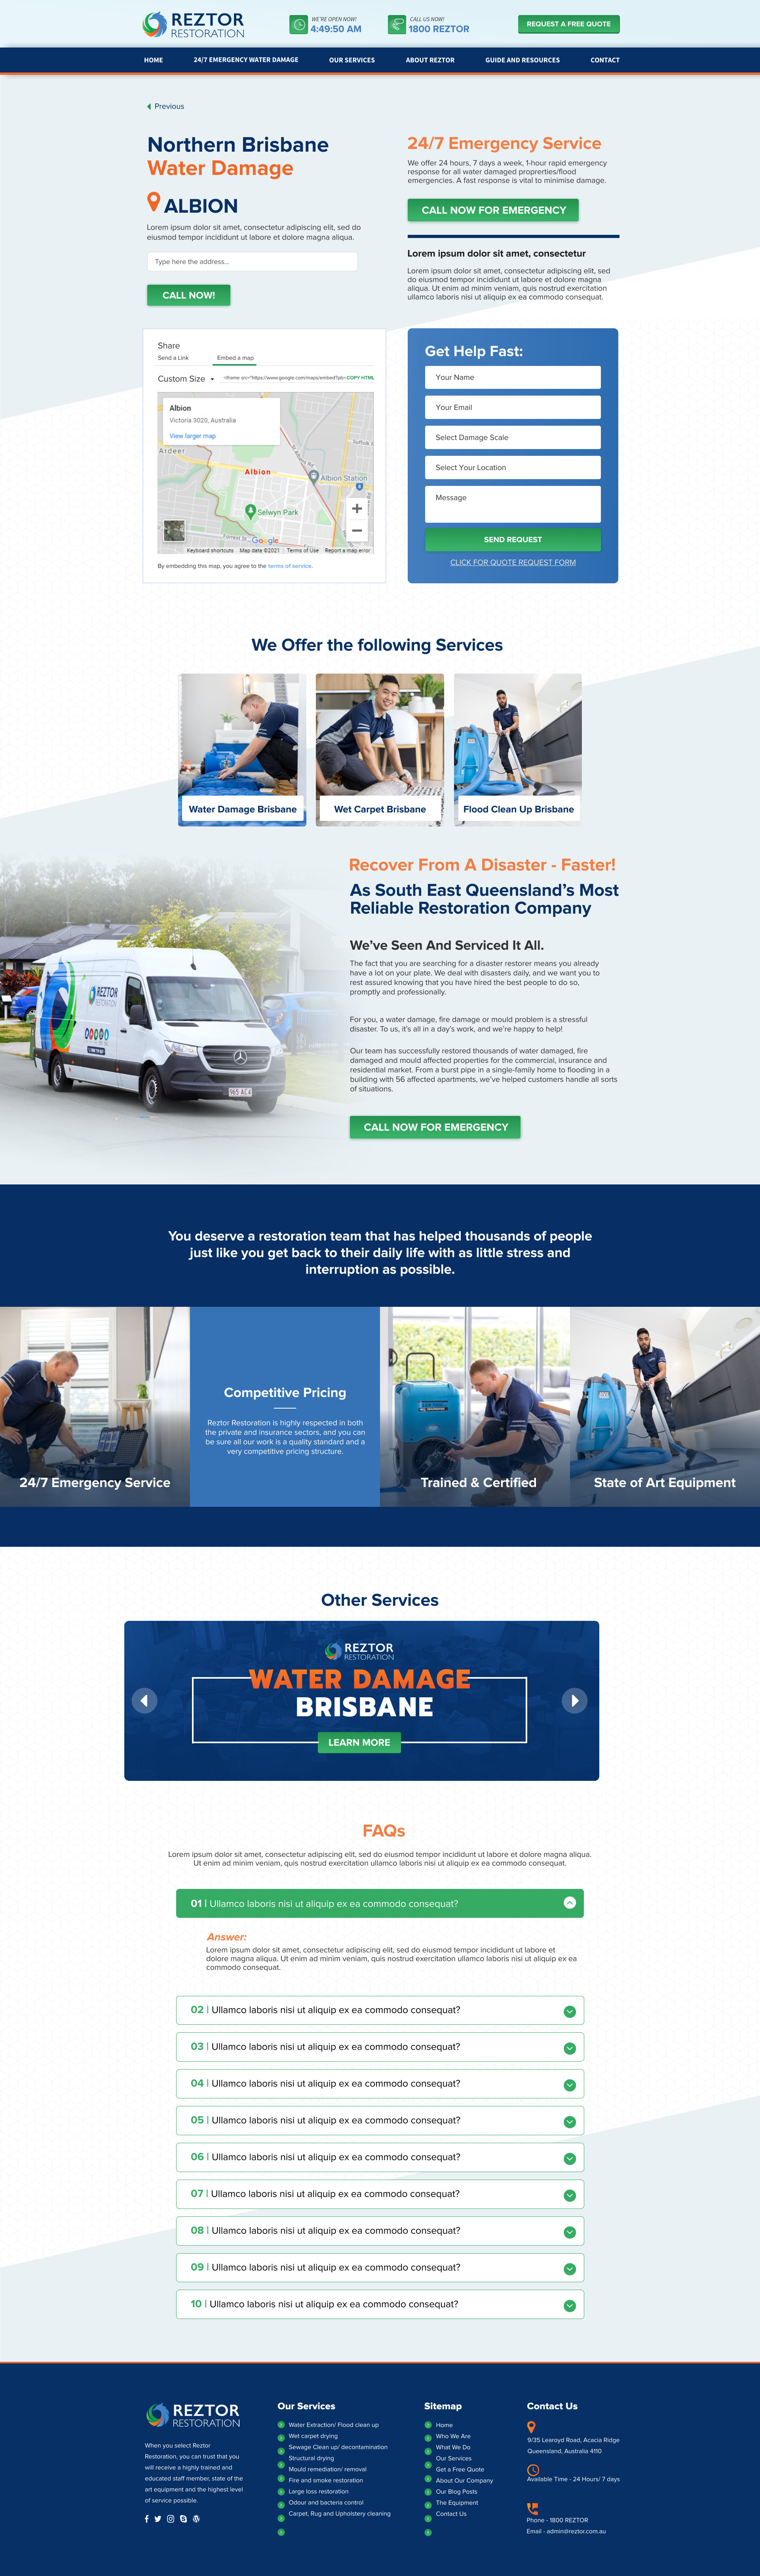 REZTOR
RESTORATION
WE'RE OPEN NOW!
4:49:50 AM
CALL US NOW!
1800 REZTOR
REQUEST A FREE QUOTE
HOME
24/7 EMERGENCY WATER DAMAGE
OUR SERVICES
ABOUT REZTOR
GUIDE AND RESOURCES
CONTACT
Previous
Northern Brisbane
Water Damage
ALBION
Lorem ipsum dolor sit amet, consectetur adipiscing elit, sed do
eiusmod tempor incididunt ut labore et dolore magna aliqua.
Type here the address...
CALL NOW!
24/7 Emergency Service
We offer 24 hours, 7 days a week, 1-hour rapid emergency
response for all water damaged proprerties/flood
emergencies. A fast response is vital to minimise damage.
CALL NOW FOR EMERGENCY
Lorem ipsum dolor sit amet, consectetur
Lorem ipsum dolor sit amet, consectetur adipiscing elit, sed
do eiusmod tempor incididunt ut labore et dolore magna
aliqua. Ut enim ad minim veniam, quis nostrud exercitation
ullamco laboris nisi ut aliquip ex ea commodo consequat.
Share
Send a Link
Embed a map
Custom Size
<iframe src="https://www.google.com/maps/embed?pb=
COPY HTML
Albion
Victoria 3020, Australia
View larger map
Ardeer
Albion
Albion Station
Selwyn Park
Forrest St
Google
Keyboard shortcuts
Map data ©2021
Terms of Use
Report a map error
By embedding this map, you agree to the terms of service.
Get Help Fast:
Your Name
Your Email
Select Damage Scale
Select Your Location
Message
SEND REQUEST
CLICK FOR QUOTE REQUEST FORM
We Offer the following Services
Water Damage Brisbane
Wet Carpet Brisbane
Flood Clean Up Brisbane
REZTOR
RESTORATION
965 AC4
Recover From A Disaster - Faster!
As South East Queensland's Most
Reliable Restoration Company
We've Seen And Serviced It All.
The fact that you are searching for a disaster restorer means you already
have a lot on your plate. We deal with disasters daily, and we want you to
rest assured knowing that you have hired the best people to do so,
promptly and professionally.
For you, a water damage, fire damage or mould problem is a stressful
disaster. To us, it's all in a day's work, and we're happy to help!
Our team has successfully restored thousands of water damaged, fire
damaged and mould affected properties for the commercial, insurance and
residential market. From a burst pipe in a single-family home to flooding in a
building with 56 affected apartments, we've helped customers handle all sorts
of situations.
CALL NOW FOR EMERGENCY
You deserve a restoration team that has helped thousands of people
just like you get back to their daily life with as little stress and
interruption as possible.
24/7 Emergency Service
Competitive Pricing
Reztor Restoration is highly respected in both
the private and insurance sectors, and you can
be sure all our work is a quality standard and a
very competitive pricing structure.
Trained & Certified
State of Art Equipment
Other Services
REZTOR
RESTORATION
WATER DAMAGE
BRISBANE
LEARN MORE
FAQs
Lorem ipsum dolor sit amet, consectetur adipiscing elit, sed do eiusmod tempor incididunt ut labore et dolore magna aliqua.
Ut enim ad minim veniam, quis nostrud exercitation ullamco laboris nisi ut aliquip ex ea commodo consequat.
01 | Ullamco laboris nisi ut aliquip ex ea commodo consequat?
Answer:
Lorem ipsum dolor sit amet, consectetur adipiscing elit, sed do eiusmod tempor incididunt ut labore et
dolore magna aliqua. Ut enim ad minim veniam, quis nostrud exercitation ullamco laboris nisi ut aliquip ex ea
commodo consequat.
02 | Ullamco laboris nisi ut aliquip ex ea commodo consequat?
03 | Ullamco laboris nisi ut aliquip ex ea commodo consequat?
04 | Ullamco laboris nisi ut aliquip ex ea commodo consequat?
05 | Ullamco laboris nisi ut aliquip ex ea commodo consequat?
06 | Ullamco laboris nisi ut aliquip ex ea commodo consequat?
07 | Ullamco laboris nisi ut aliquip ex ea commodo consequat?
08 | Ullamco laboris nisi ut aliquip ex ea commodo consequat?
09 | Ullamco laboris nisi ut aliquip ex ea commodo consequat?
10 | Ullamco laboris nisi ut aliquip ex ea commodo consequat?
REZTOR
RESTORATION
When you select Reztor
Restoration, you can trust that you
will receive a highly trained and
educated staff member, state of the
art equipment and the highest level
of service possible.
Our Services
Water Extraction/ Flood clean up
Wet carpet drying
Sewage Clean up/ decontamination
Structural drying
Mould remediation/ removal
Fire and smoke restoration
Large loss restoration
Odour and bacteria control
Carpet, Rug and Upholstery cleaning
Sitemap
Home
Who We Are
What We Do
Our Services
Get a Free Quote
About Our Company
Our Blog Posts
The Equipment
Contact Us
Contact Us
9/35 Learoyd Road, Acacia Ridge
Queensland, Australia 4110
Available Time - 24 Hours/ 7 days
Phone - 1800 REZTOR
Email - admin@reztor.com.au